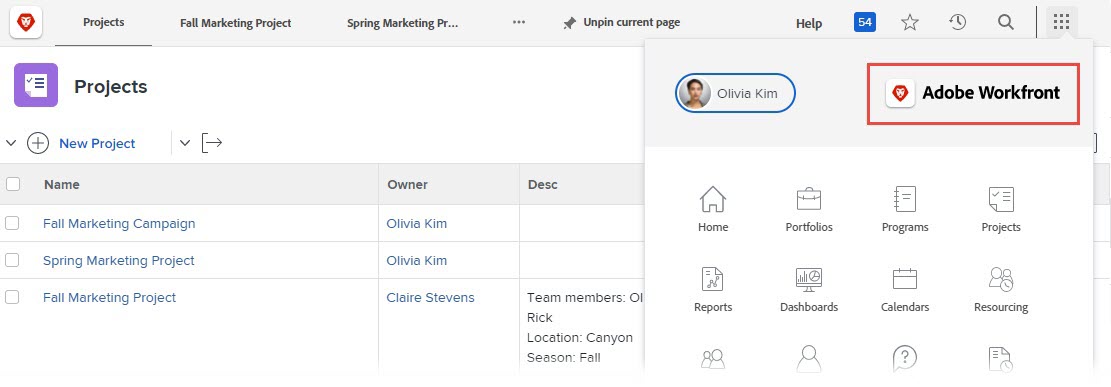 Projects
Fall Marketing Project
Spring Marketing Pr...
Unpin current page
Help
54
Projects
Olivia Kim
Adobe Workfront
New Project
Name
Owner
Desc
Fall Marketing Campaign
Olivia Kim
Spring Marketing Project
Olivia Kim
Fall Marketing Project
Claire Stevens
Team members: Ol
Rick
Location: Canyon
Season: Fall
Home
Portfolios
Programs
Projects
Reports
Dashboards
Calendars
Resourcing